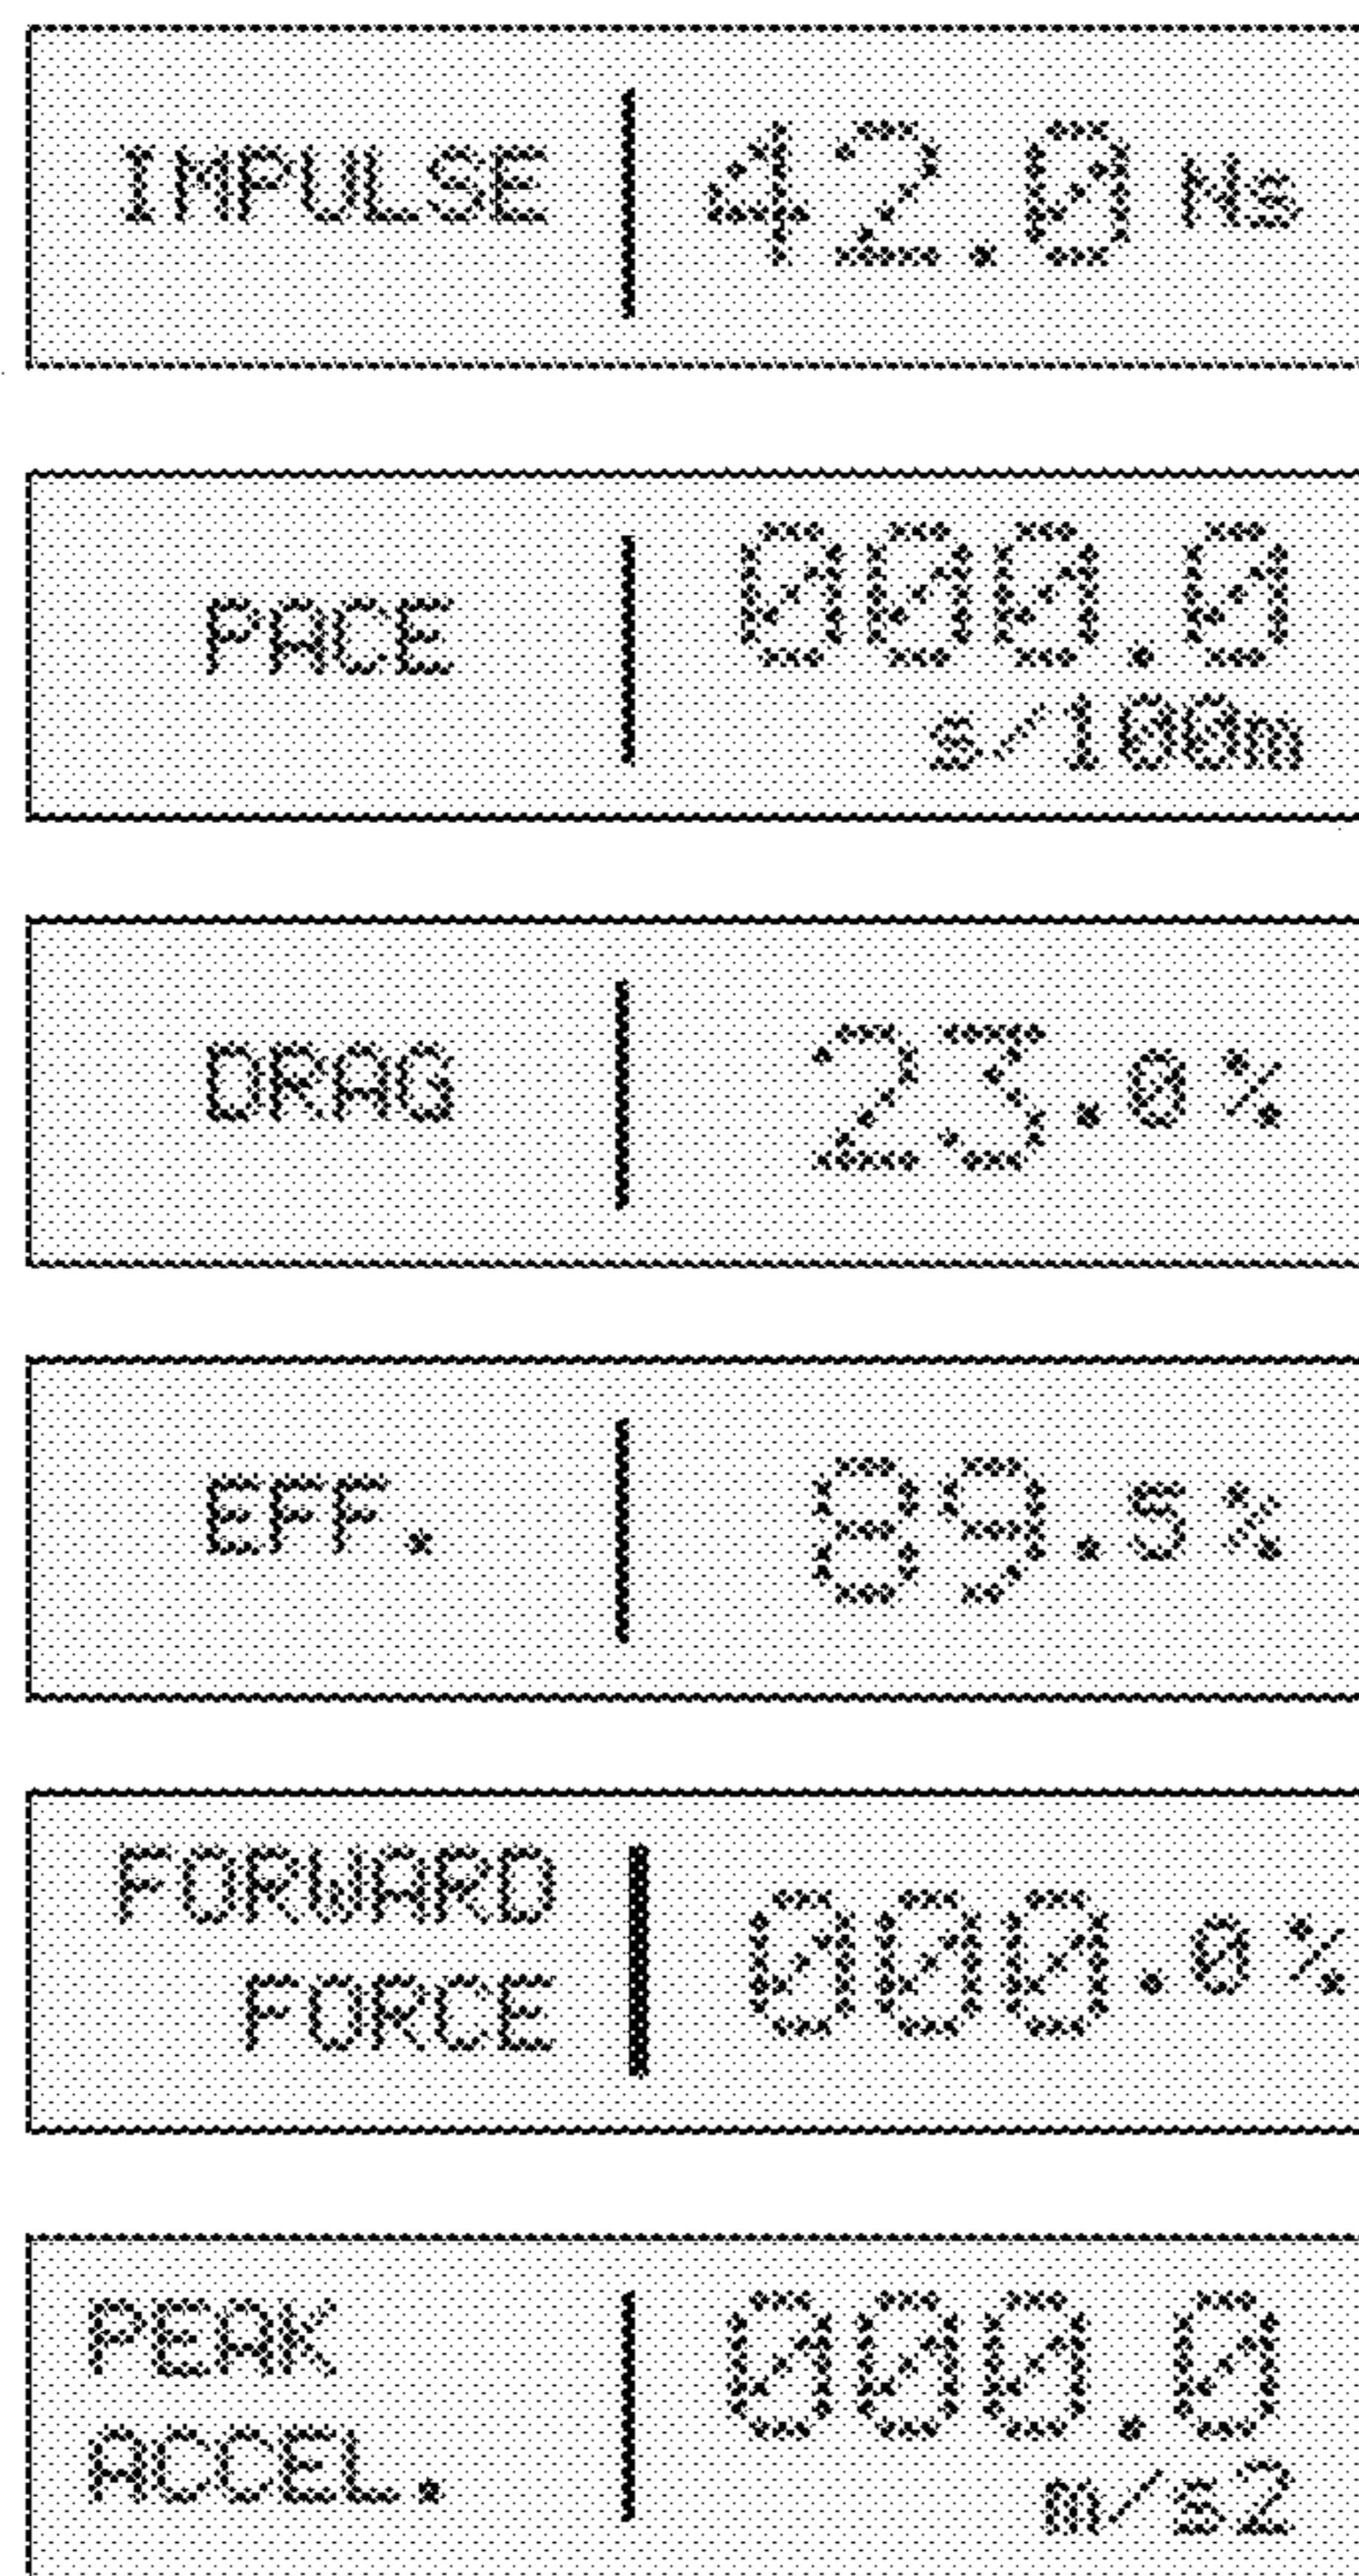 IMPULSE 42.0 Ns
PACE 000.0
s/100m
DRAG 23.0%
EFF. 89.5%
FORWARD
FORCE 000.0%
PEAK
ACCEL. 000.0
m/s2